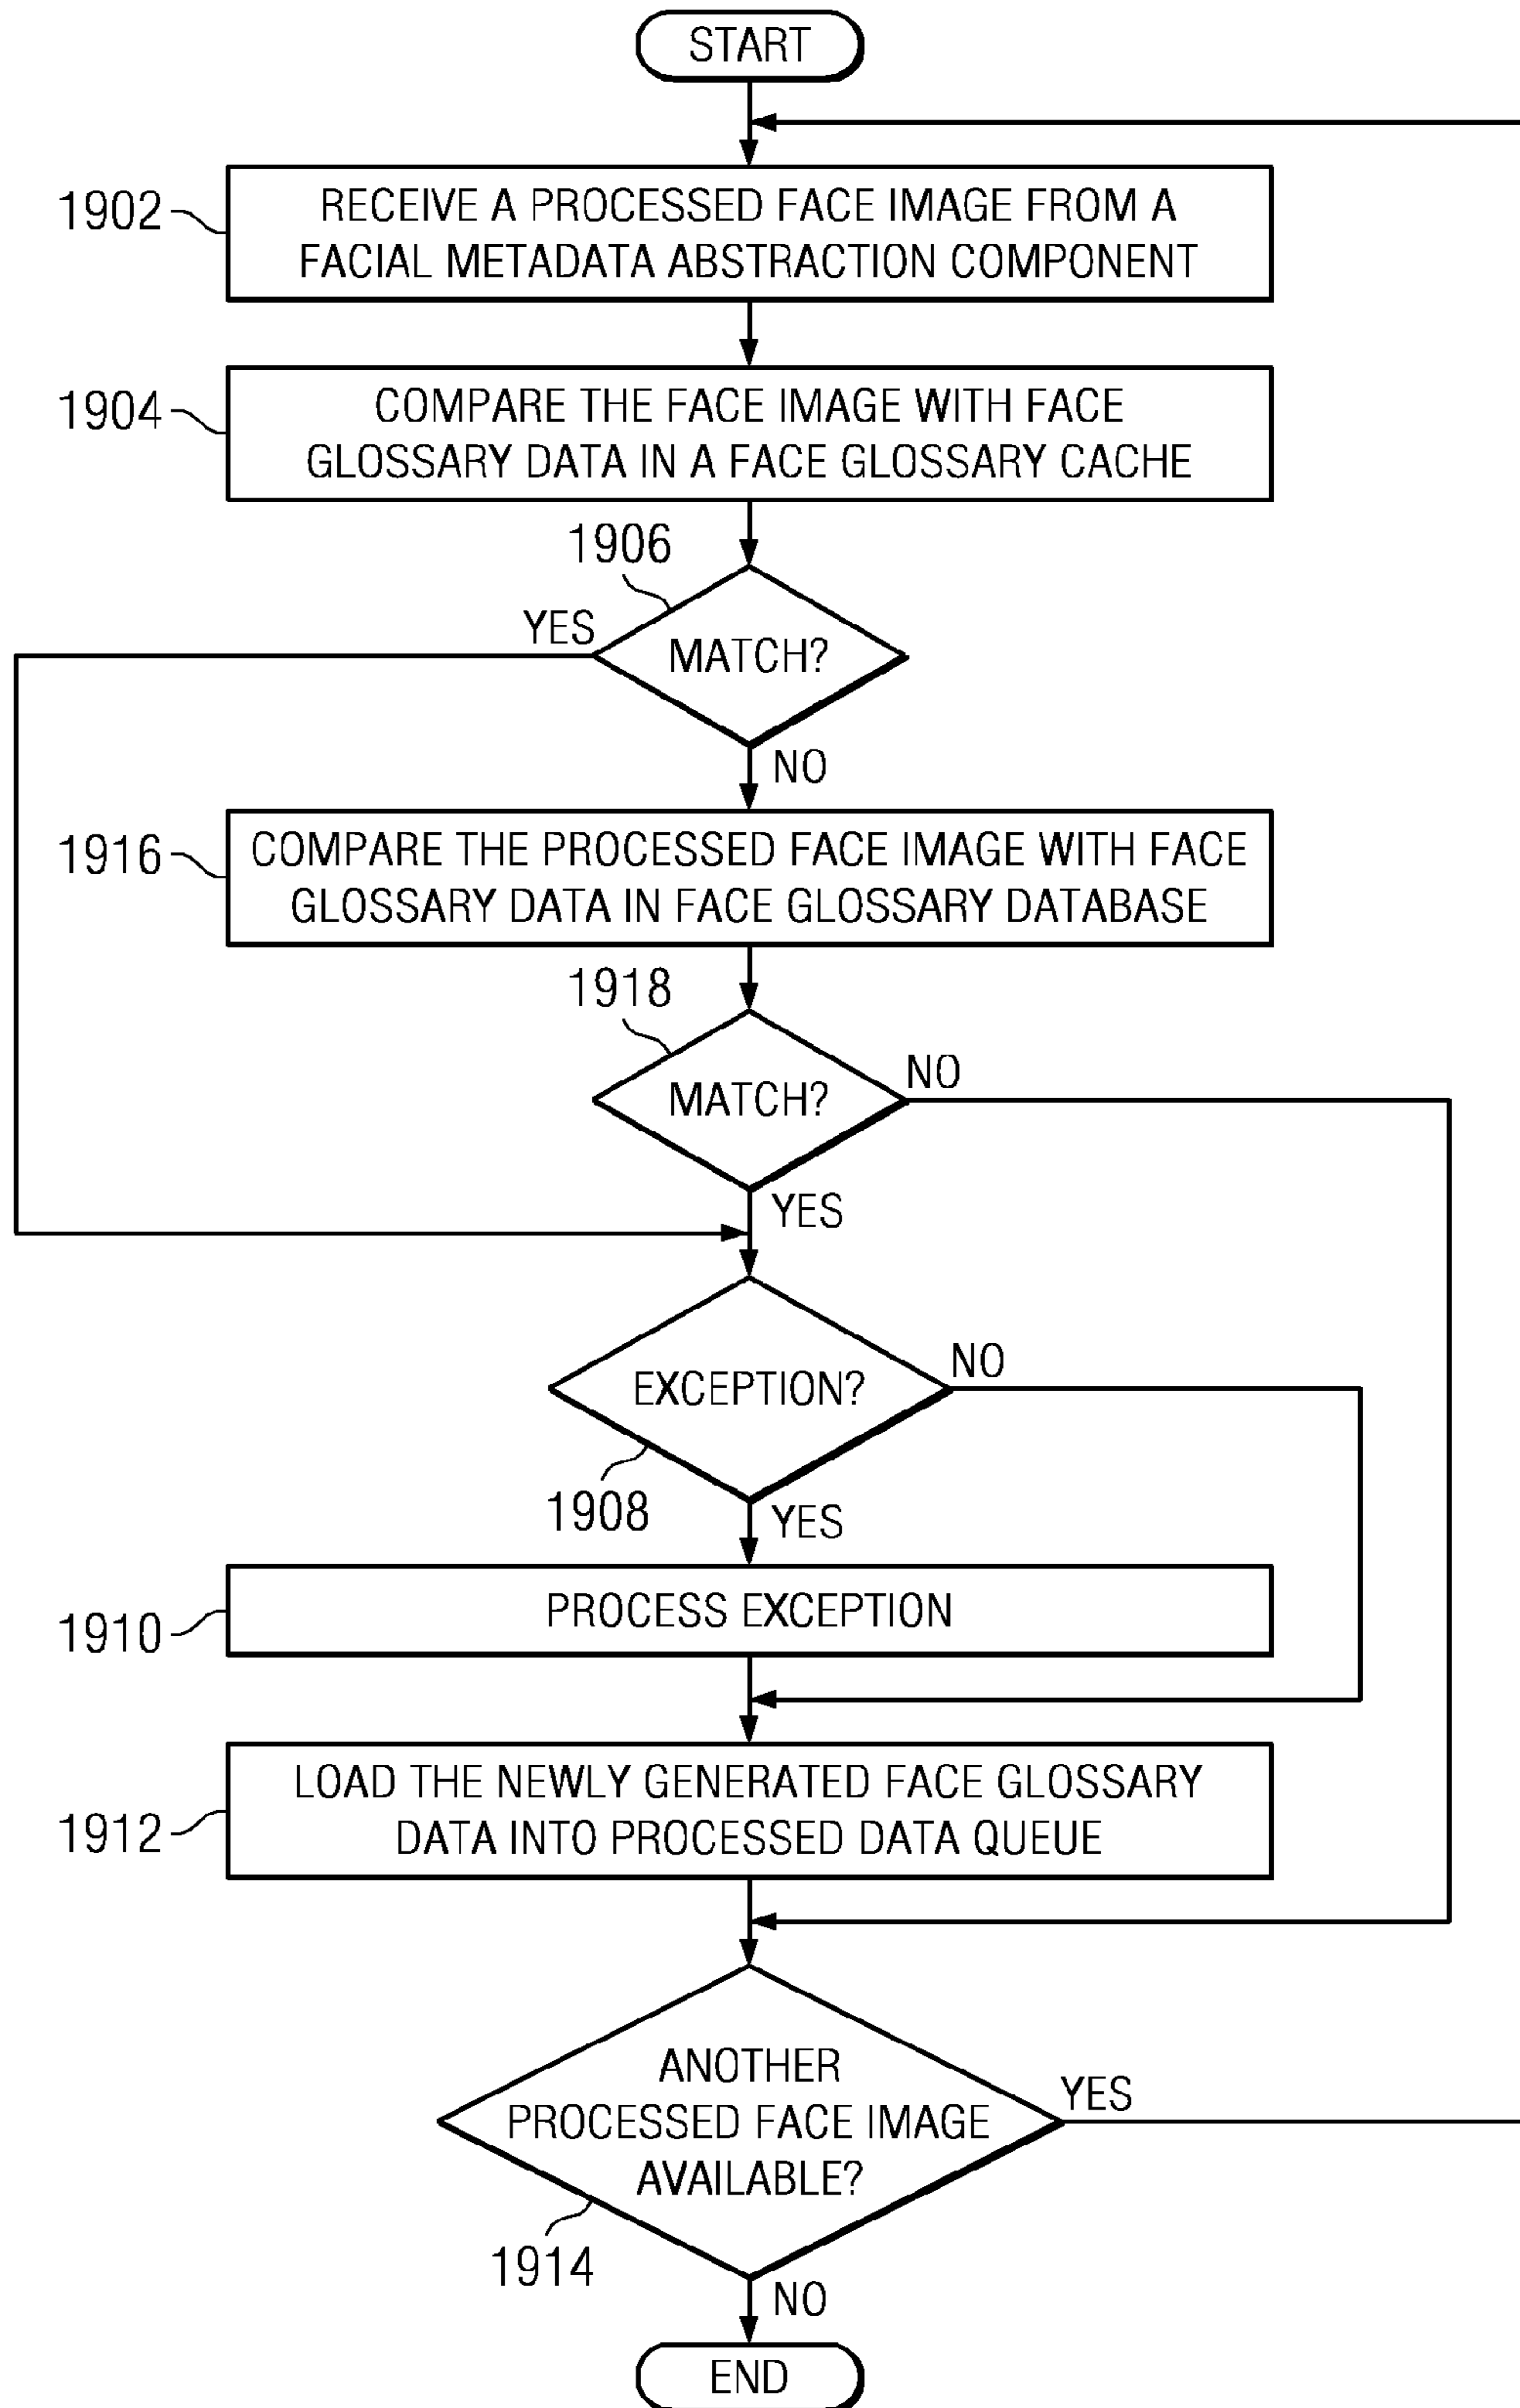 START
1902
RECEIVE A PROCESSED FACE IMAGE FROM A
FACIAL METADATA ABSTRACTION COMPONENT
1904
COMPARE THE FACE IMAGE WITH FACE
GLOSSARY DATA IN A FACE GLOSSARY CACHE
1906
YES
MATCH?
NO
1916
COMPARE THE PROCESSED FACE IMAGE WITH FACE
GLOSSARY DATA IN FACE GLOSSARY DATABASE
1918
NO
MATCH?
YES
NO
EXCEPTION?
1908
YES
1910
PROCESS EXCEPTION
1912
LOAD THE NEWLY GENERATED FACE GLOSSARY
DATA INTO PROCESSED DATA QUEUE
ANOTHER
PROCESSED FACE IMAGE
AVAILABLE?
YES
1914
NO
END